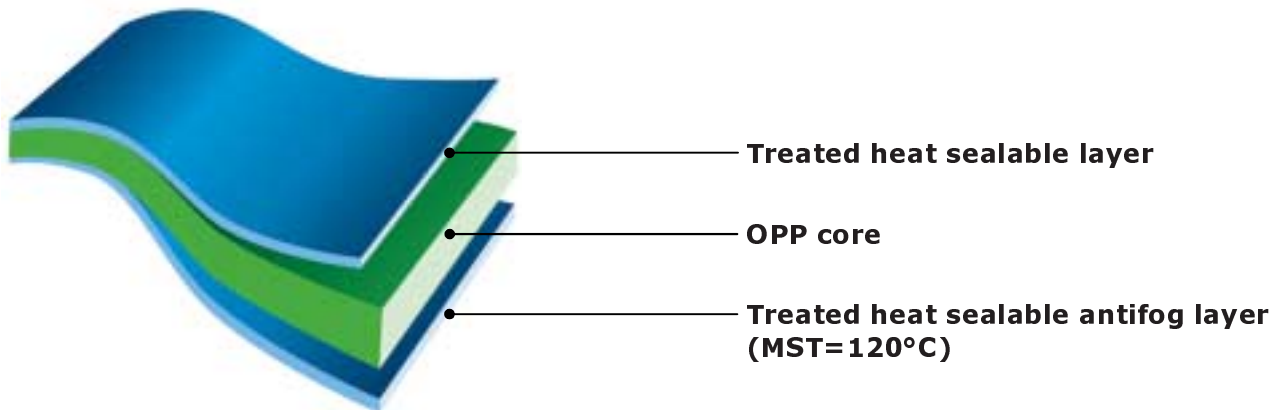 Treated heat sealable layer
OPP core
Treated heat sealable antifog layer
(MST=120°C)